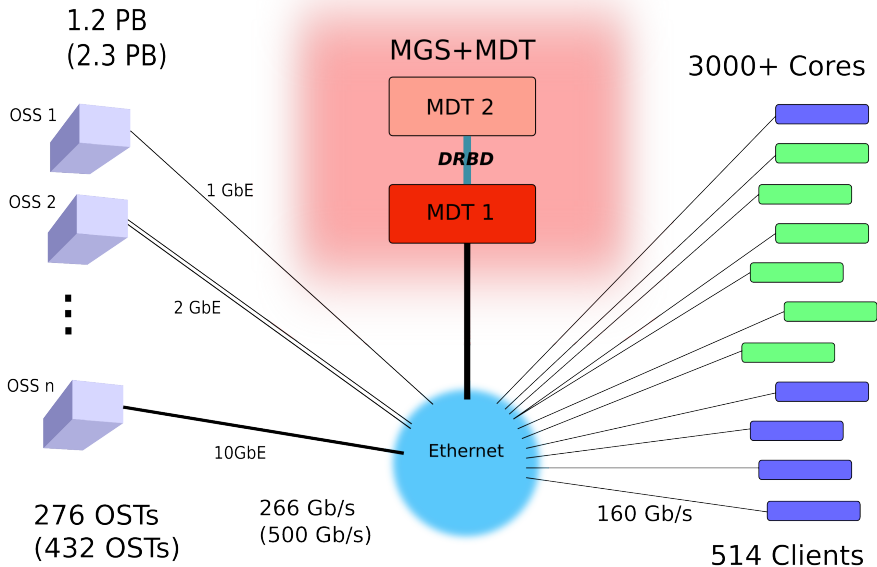 1.2 PB
(2.3 PB)
MGS+MDT
3000+ Cores
MDT 2
OSS 1
DRBD
1 GbE
OSS 2
MDT 1
2 GbE
OSS n
10GbE
Ethernet
276 OSTs
(432 OSTs)
266 Gb/s
(500 Gb/s)
160 Gb/s
514 Clients